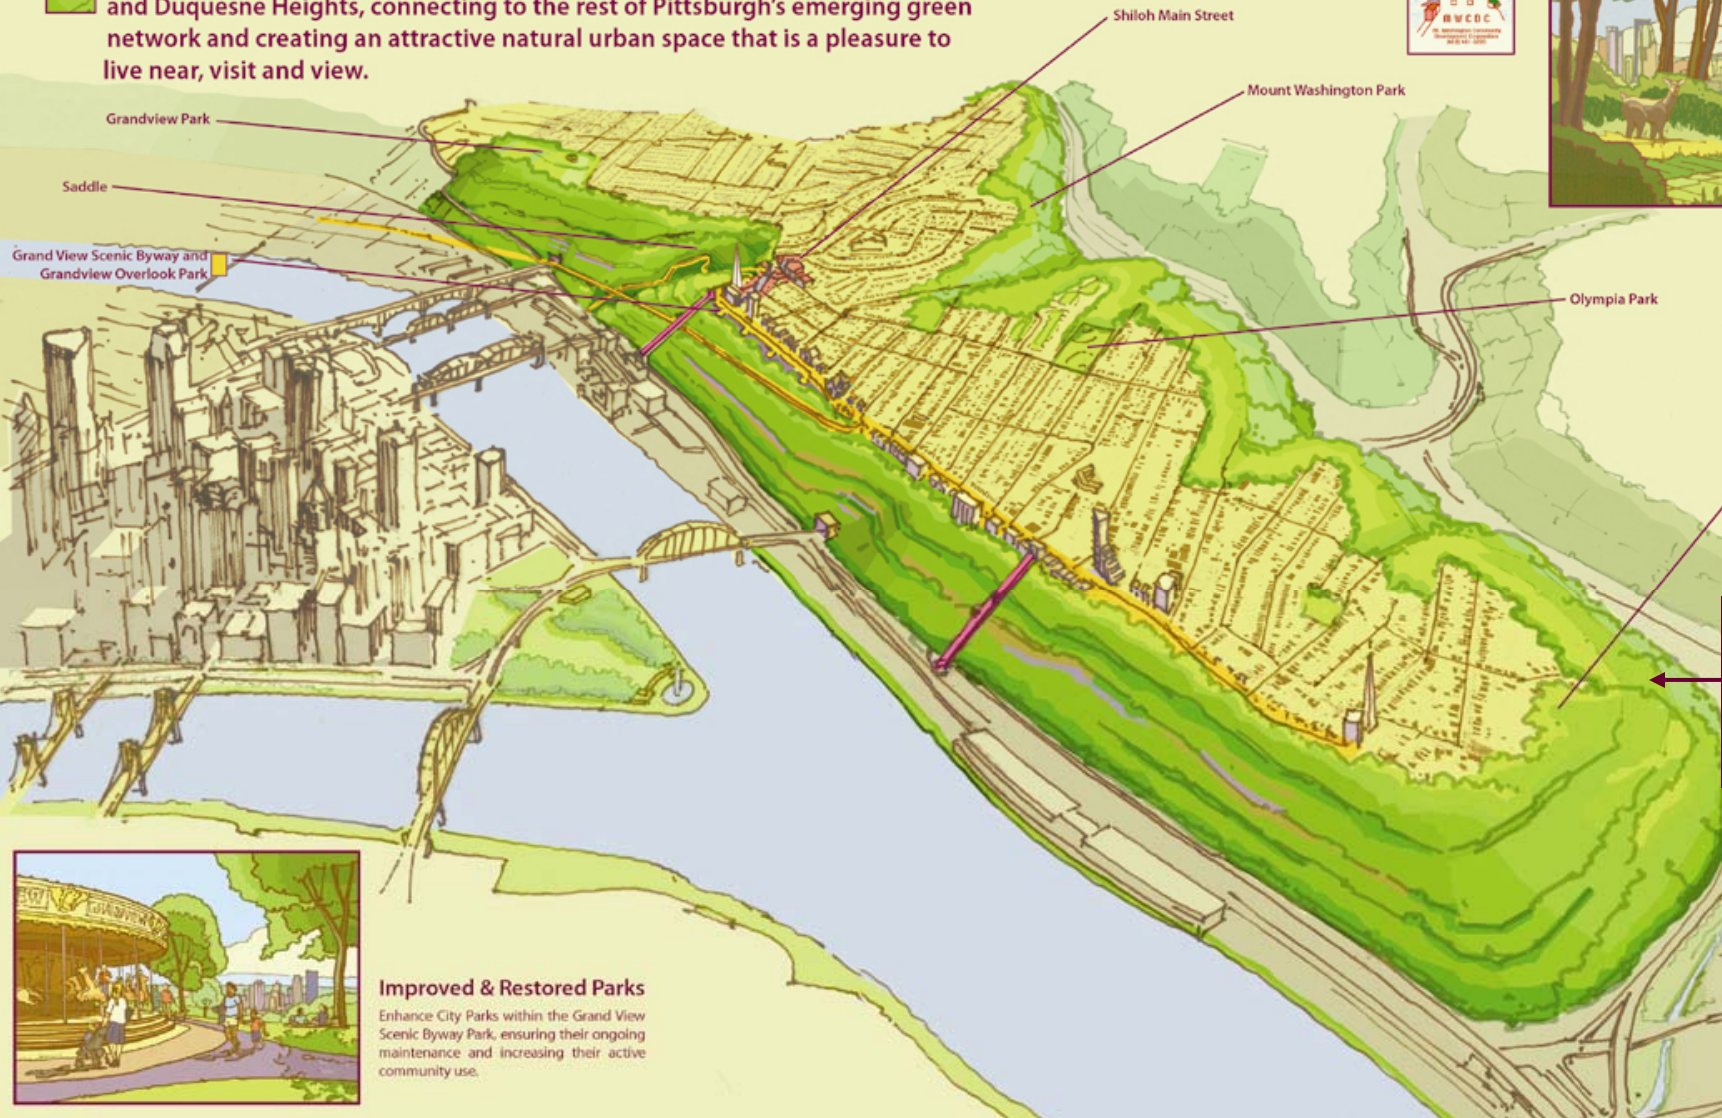 and Duquesne Heights, connecting to the rest of Pittsburgh's emerging green
network and creating an attractive natural urban space that is a pleasure to
live near, visit and view.
Shiloh Main Street
MWCDC
Mount Washington Park
Grandview Park
Saddle
Grand View Scenic Byway and
Grandview Overlook Park
Olympia Park
Improved & Restored Parks
Enhance City Parks within the Grand View
Scenic Byway Park, ensuring their ongoing
maintenance and increasing their active
community use.